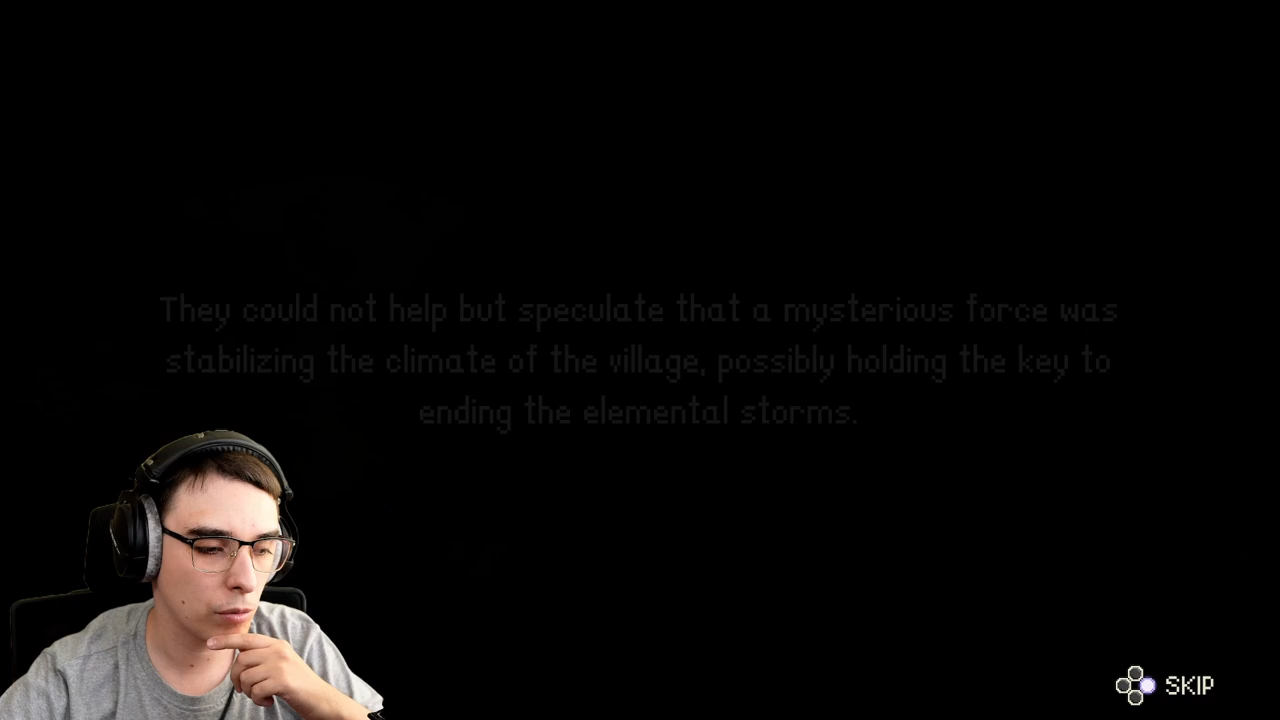 They could not help but speculate that a mysterious force was
stabilizing the climate of the village, possibly holding the key to
ending the elemental storms.
SKIP